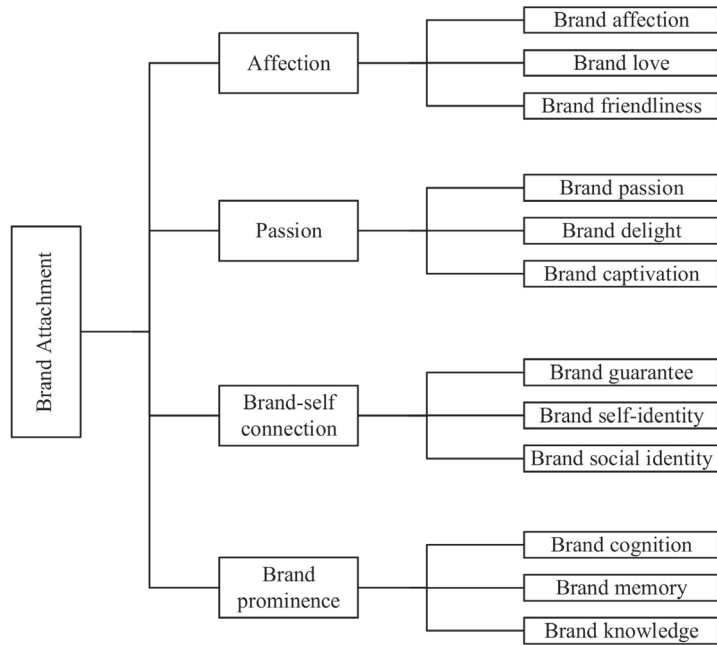 Brand Attachment
Affection
Brand affection
Brand love
Brand friendliness
Passion
Brand passion
Brand delight
Brand captivation
Brand-self
connection
Brand guarantee
Brand self-identity
Brand social identity
Brand
prominence
Brand cognition
Brand memory
Brand knowledge